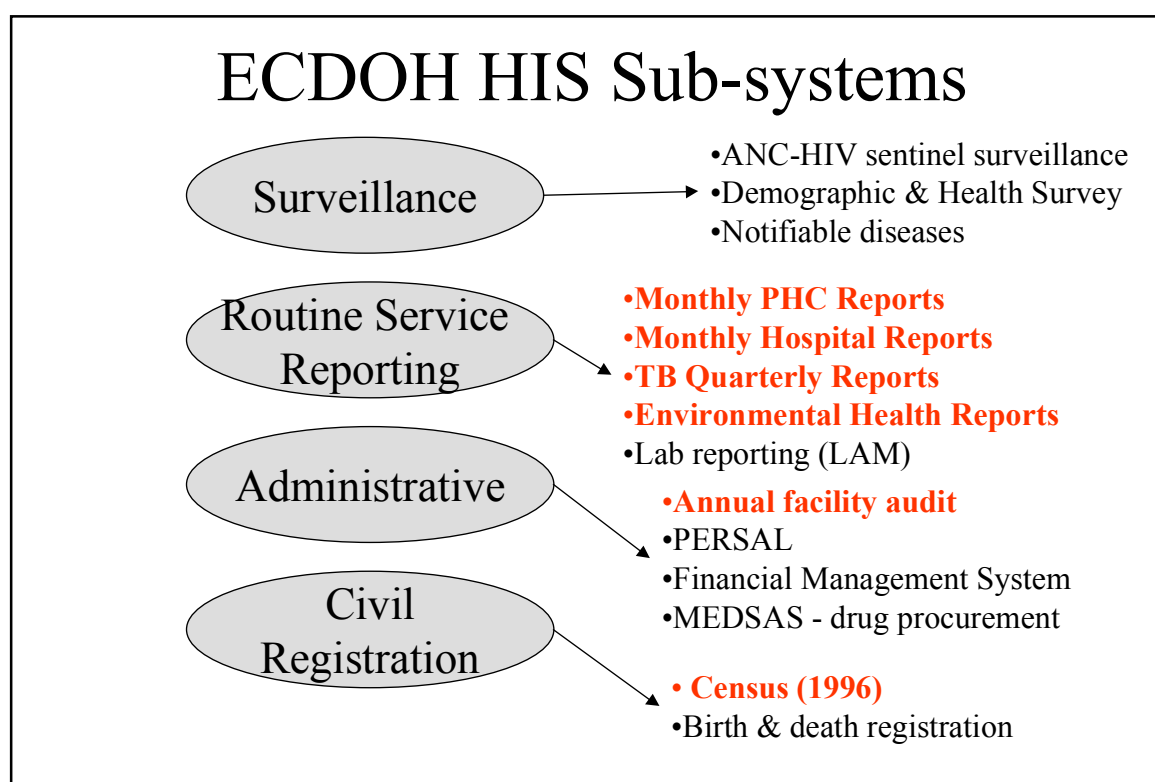 ECDOH HIS Sub-systems
Surveillance
•ANC-HIV sentinel surveillance
•Demographic & Health Survey
•Notifiable diseases
Routine Service
Reporting
•Monthly PHC Reports
•Monthly Hospital Reports
•TB Quarterly Reports
•Environmental Health Reports
•Lab reporting (LAM)
Administrative
•Annual facility audit
•PERSAL
•Financial Management System
•MEDSAS - drug procurement
Civil
Registration
• Census (1996)
•Birth & death registration